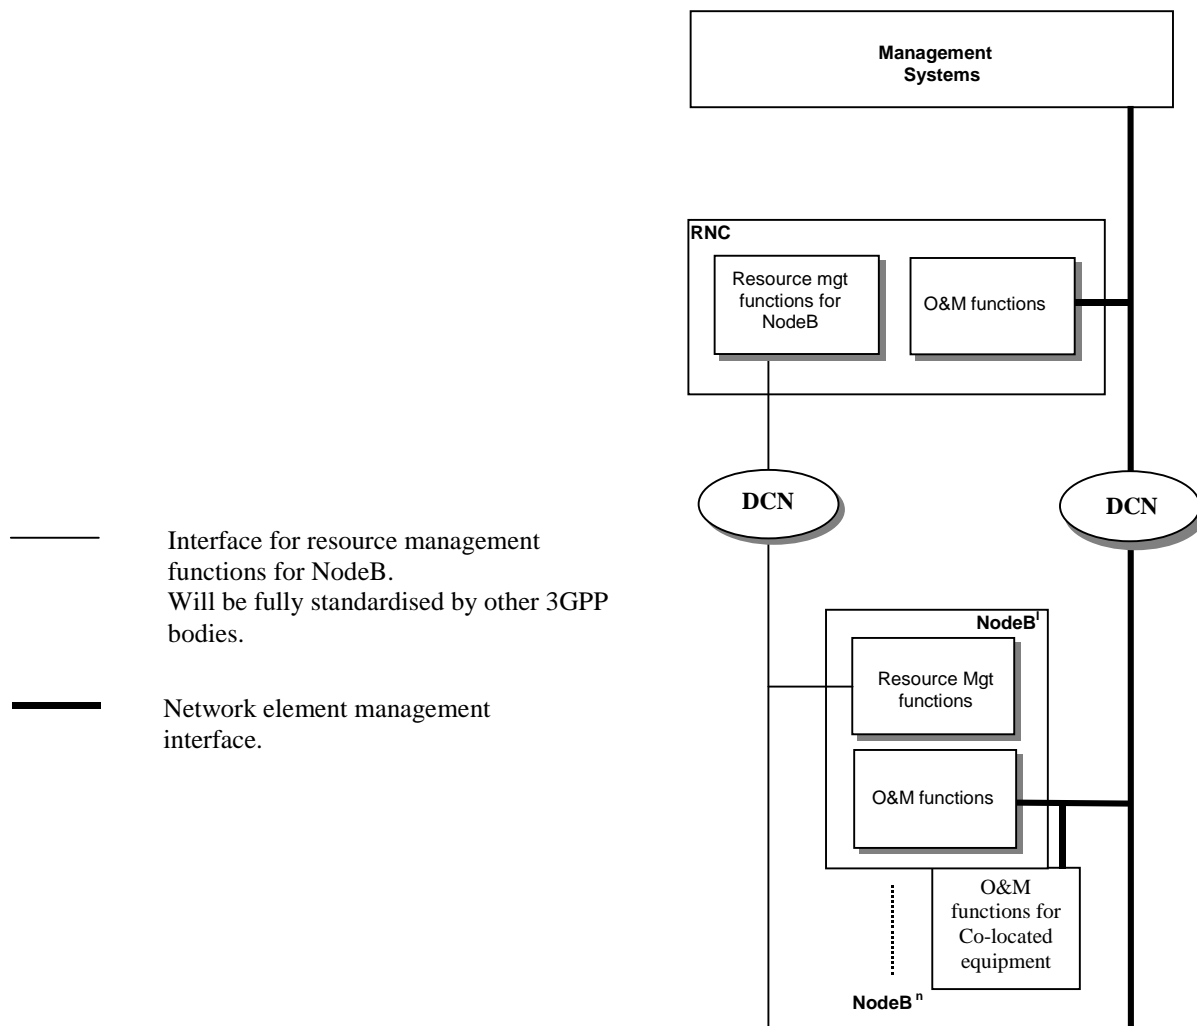 Management
Systems
RNC
Resource mgt
functions for
NodeB
O&M functions
DCN
DCN
Interface for resource management
functions for NodeB.
Will be fully standardised by other 3GPP
bodies.
NodeB¹
Resource Mgt
functions
Network element management
interface.
O&M functions
O&M
functions for
Co-located
equipment
NodeB ⁿ